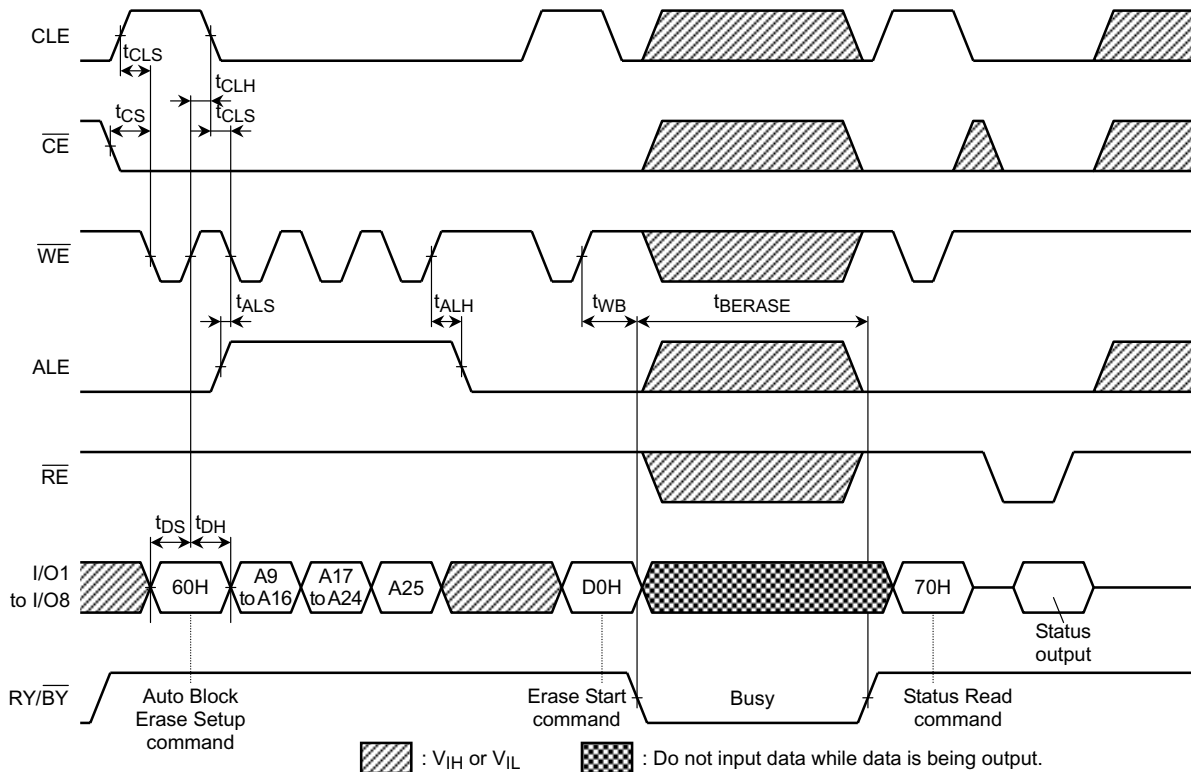 CLE
tCLS
tCLH
tCS
tCLS
CE
WE
tALS
tALH
tWB
tBERASE
ALE
RE
tDS
tDH
I/O1
to I/O8
60H
A9
to A16
A17
to A24
A25
D0H
70H
Status
output
RY/BY
Auto Block
Erase Setup
command
Erase Start
command
Busy
Status Read
command
: VIH or VIL
: Do not input data while data is being output.